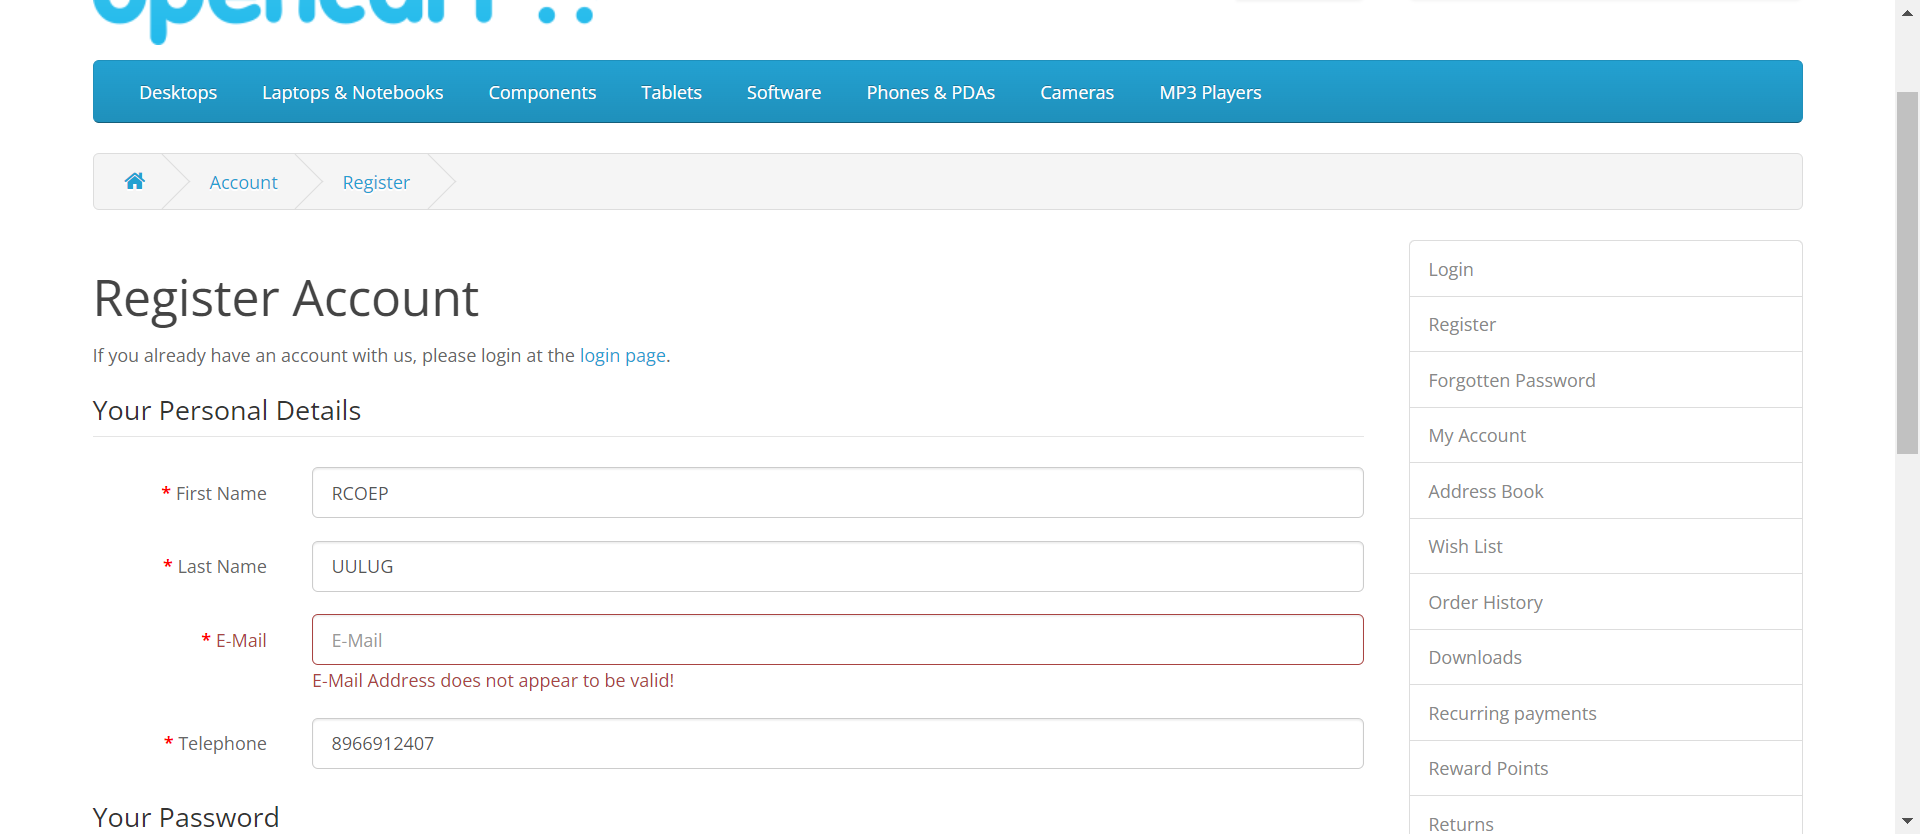 opencart
Desktops Laptops & Notebooks Components Tablets Software Phones & PDAs Cameras MP3 Players
Account Register
Register Account
If you already have an account with us, please login at the login page.
Your Personal Details
* First Name RCOEP
* Last Name UULUG
* E-Mail E-Mail
E-Mail Address does not appear to be valid!
* Telephone 8966912407
Your Password
Login
Register
Forgotten Password
My Account
Address Book
Wish List
Order History
Downloads
Recurring payments
Reward Points
Returns